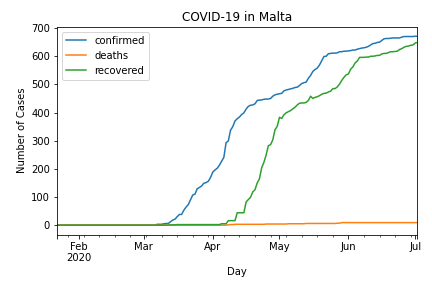 COVID-19 in Malta
700
600
500
400
300
200
100
0
Number of Cases
confirmed
deaths
recovered
Feb
2020
Mar
Apr
May
Jun
Jul
Day